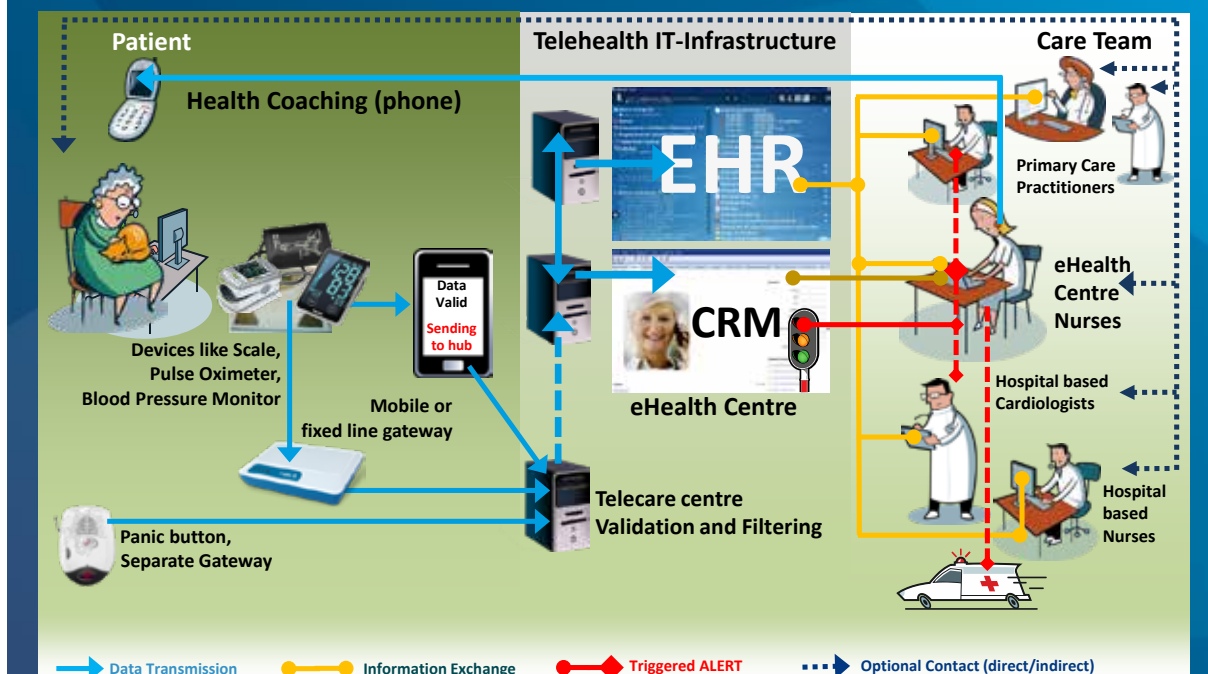 Patient
Telehealth IT-Infrastructure
Care Team
Health Coaching (phone)
EHR
Primary Care
Practitioners
Data
Valid
Sending
to hub
CRM
eHealth
Centre
Nurses
Devices like Scale,
Pulse Oximeter,
Blood Pressure Monitor
Mobile or
fixed line gateway
eHealth Centre
Hospital based
Cardiologists
Telecare centre
Validation and Filtering
Hospital
based
Nurses
Panic button,
Separate Gateway
Data Transmission
Information Exchange
Triggered ALERT
Optional Contact (direct/indirect)